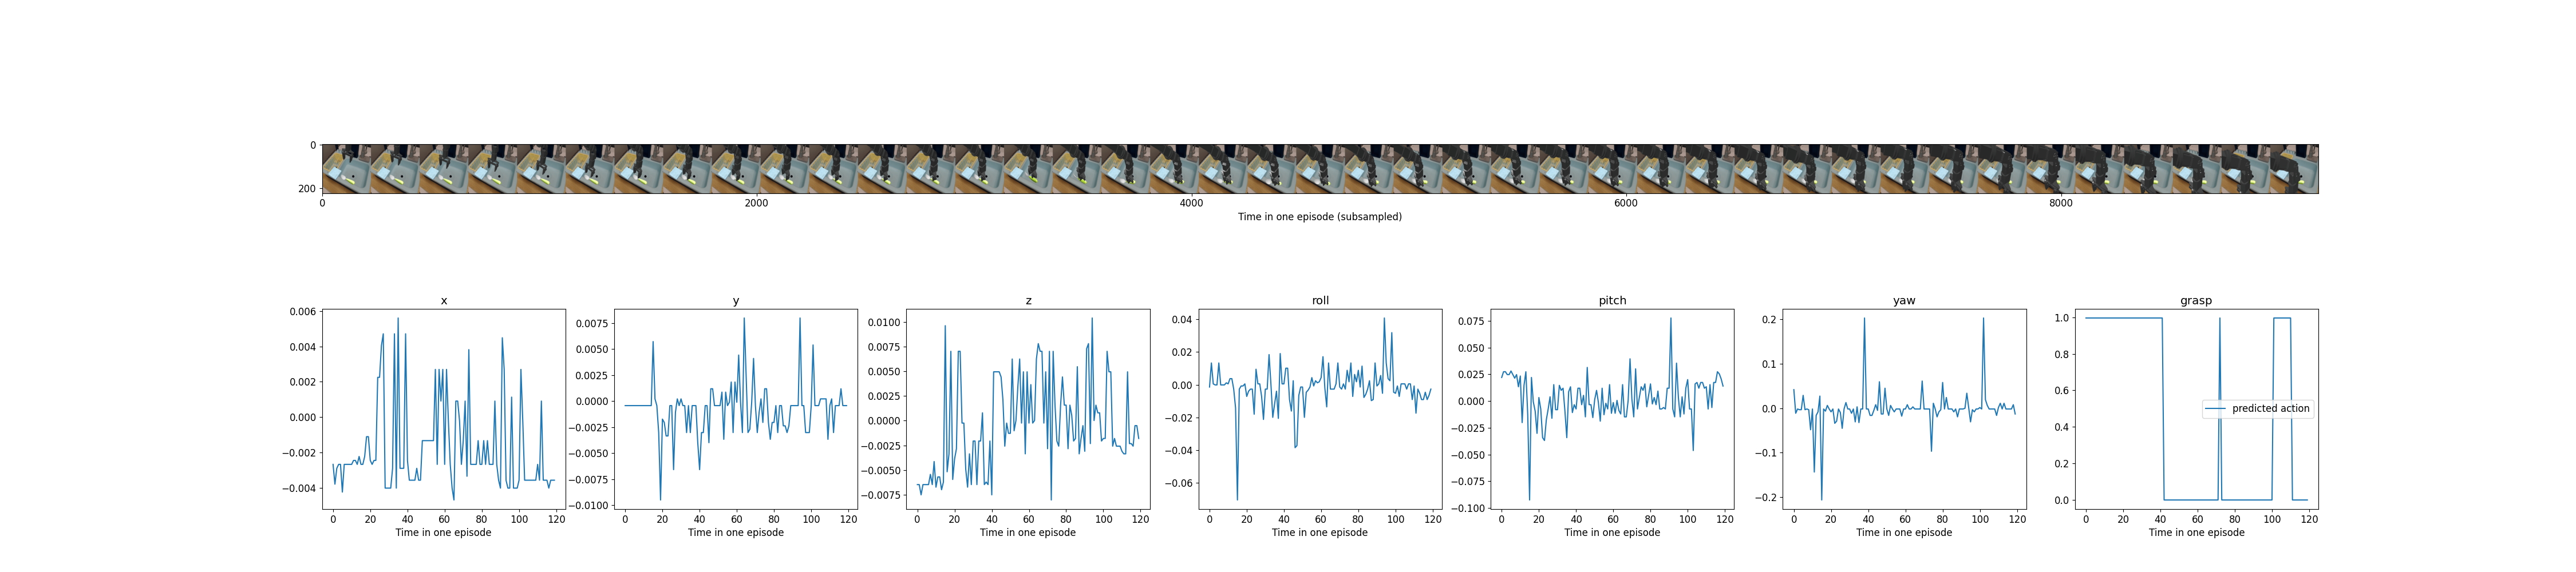 0
200
0 2000 4000 6000 8000
Time in one episode (subsampled)
x y z roll pitch yaw grasp
0.006
0.004
0.002
0.000
−0.002
−0.004
0 20 40 60 80 100 120
Time in one episode
0.0075
0.0050
0.0025
0.0000
−0.0025
−0.0050
−0.0075
−0.0100
0 20 40 60 80 100 120
Time in one episode
0.0100
0.0075
0.0050
0.0025
0.0000
−0.0025
−0.0050
−0.0075
0 20 40 60 80 100 120
Time in one episode
0.04
0.02
0.00
−0.02
−0.04
−0.06
0 20 40 60 80 100 120
Time in one episode
0.075
0.050
0.025
0.000
−0.025
−0.050
−0.075
−0.100
0 20 40 60 80 100 120
Time in one episode
0.2
0.1
0.0
−0.1
−0.2
0 20 40 60 80 100 120
Time in one episode
1.0
0.8
0.6
0.4
0.2
0.0
predicted action
0 20 40 60 80 100 120
Time in one episode